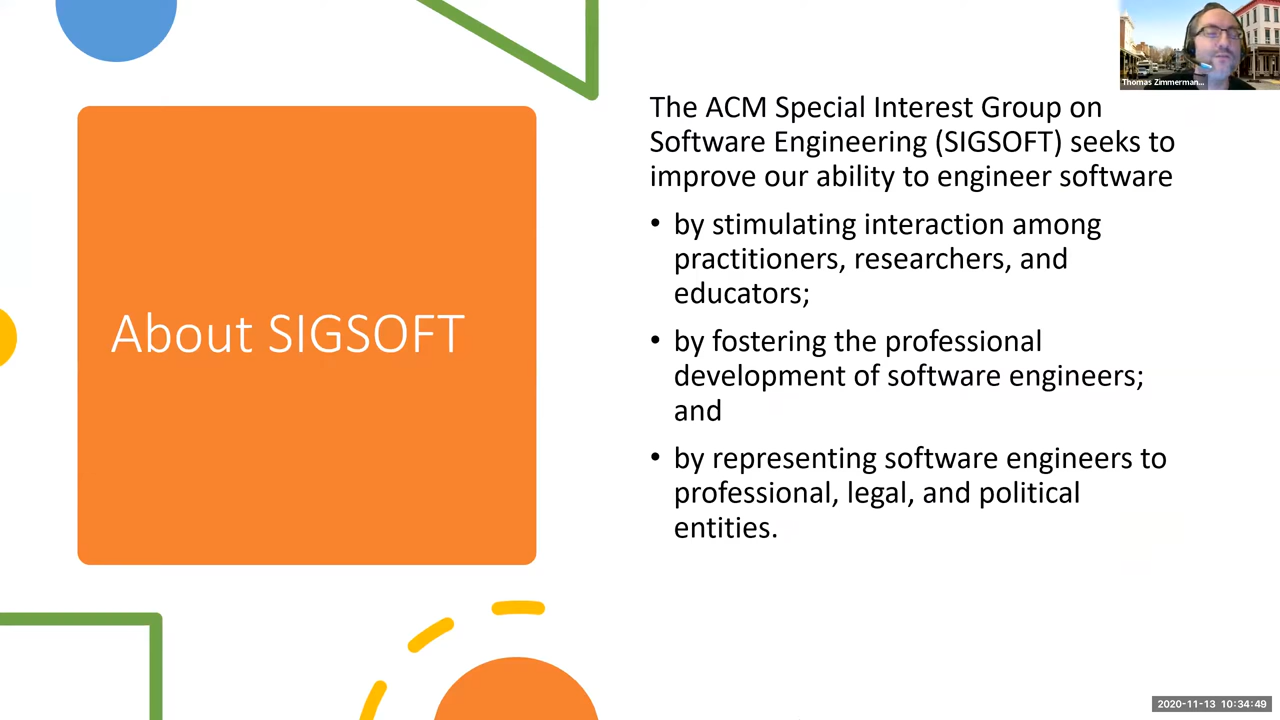 Thomas Zimmerman...
The ACM Special Interest Group on
Software Engineering (SIGSOFT) seeks to
improve our ability to engineer software
• by stimulating interaction among
practitioners, researchers, and
educators;
About SIGSOFT
• by fostering the professional
development of software engineers;
and
• by representing software engineers to
professional, legal, and political
entities.
2020-11-13 10:34:49